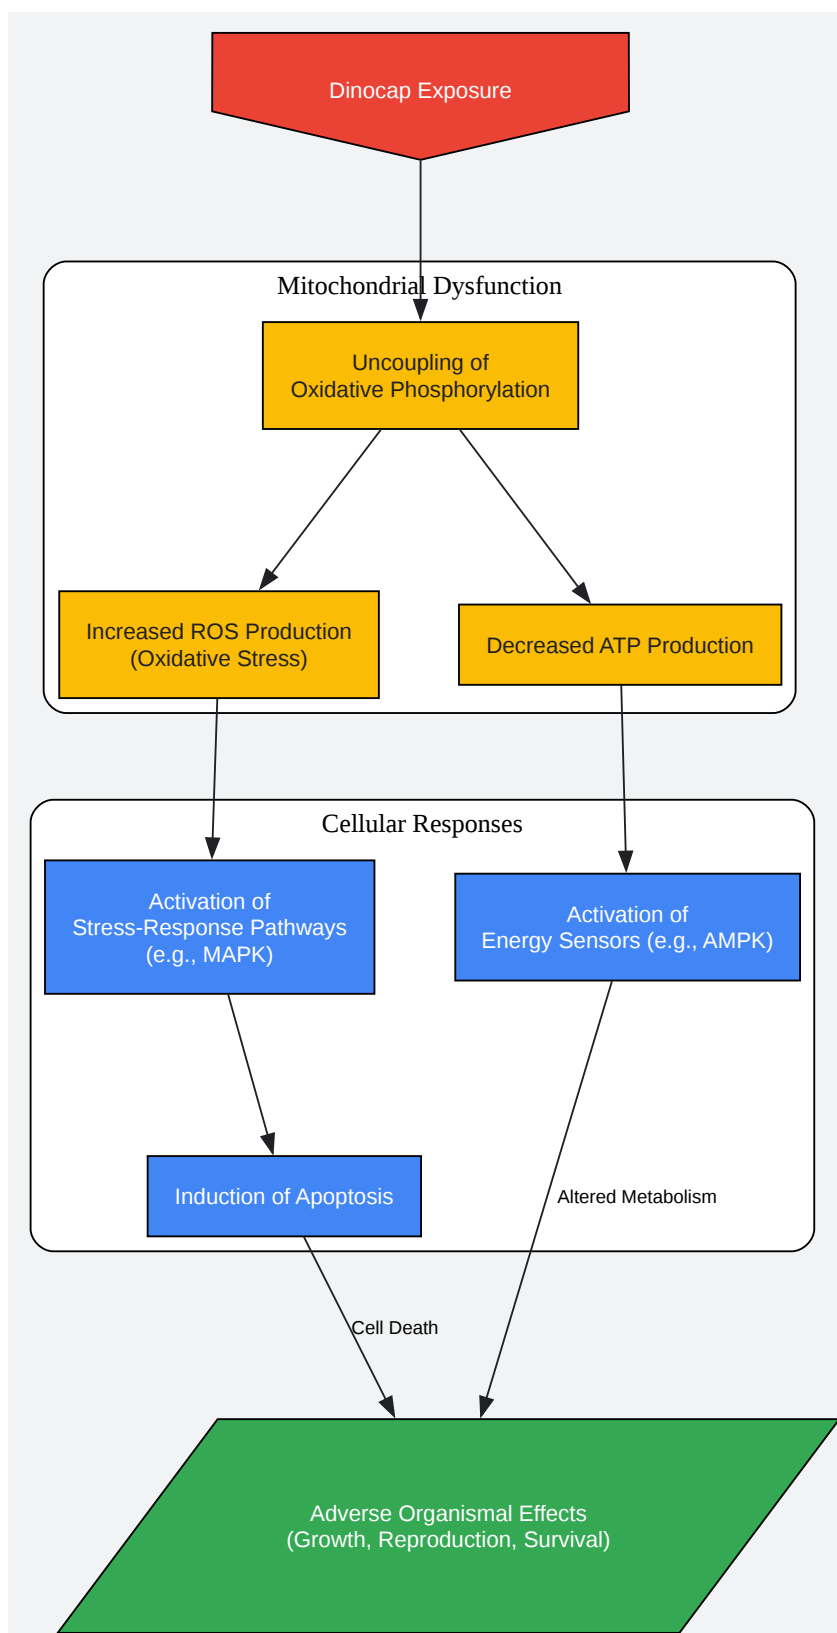 Dinocap Exposure
Mitochondrial Dysfunction
Uncoupling of
Oxidative Phosphorylation
Increased ROS Production
(Oxidative Stress)
Decreased ATP Production
Cellular Responses
Activation of
Stress-Response Pathways
(e.g., MAPK)
Activation of
Energy Sensors (e.g., AMPK)
Induction of Apoptosis
Altered Metabolism
Cell Death
Adverse Organismal Effects
(Growth, Reproduction, Survival)